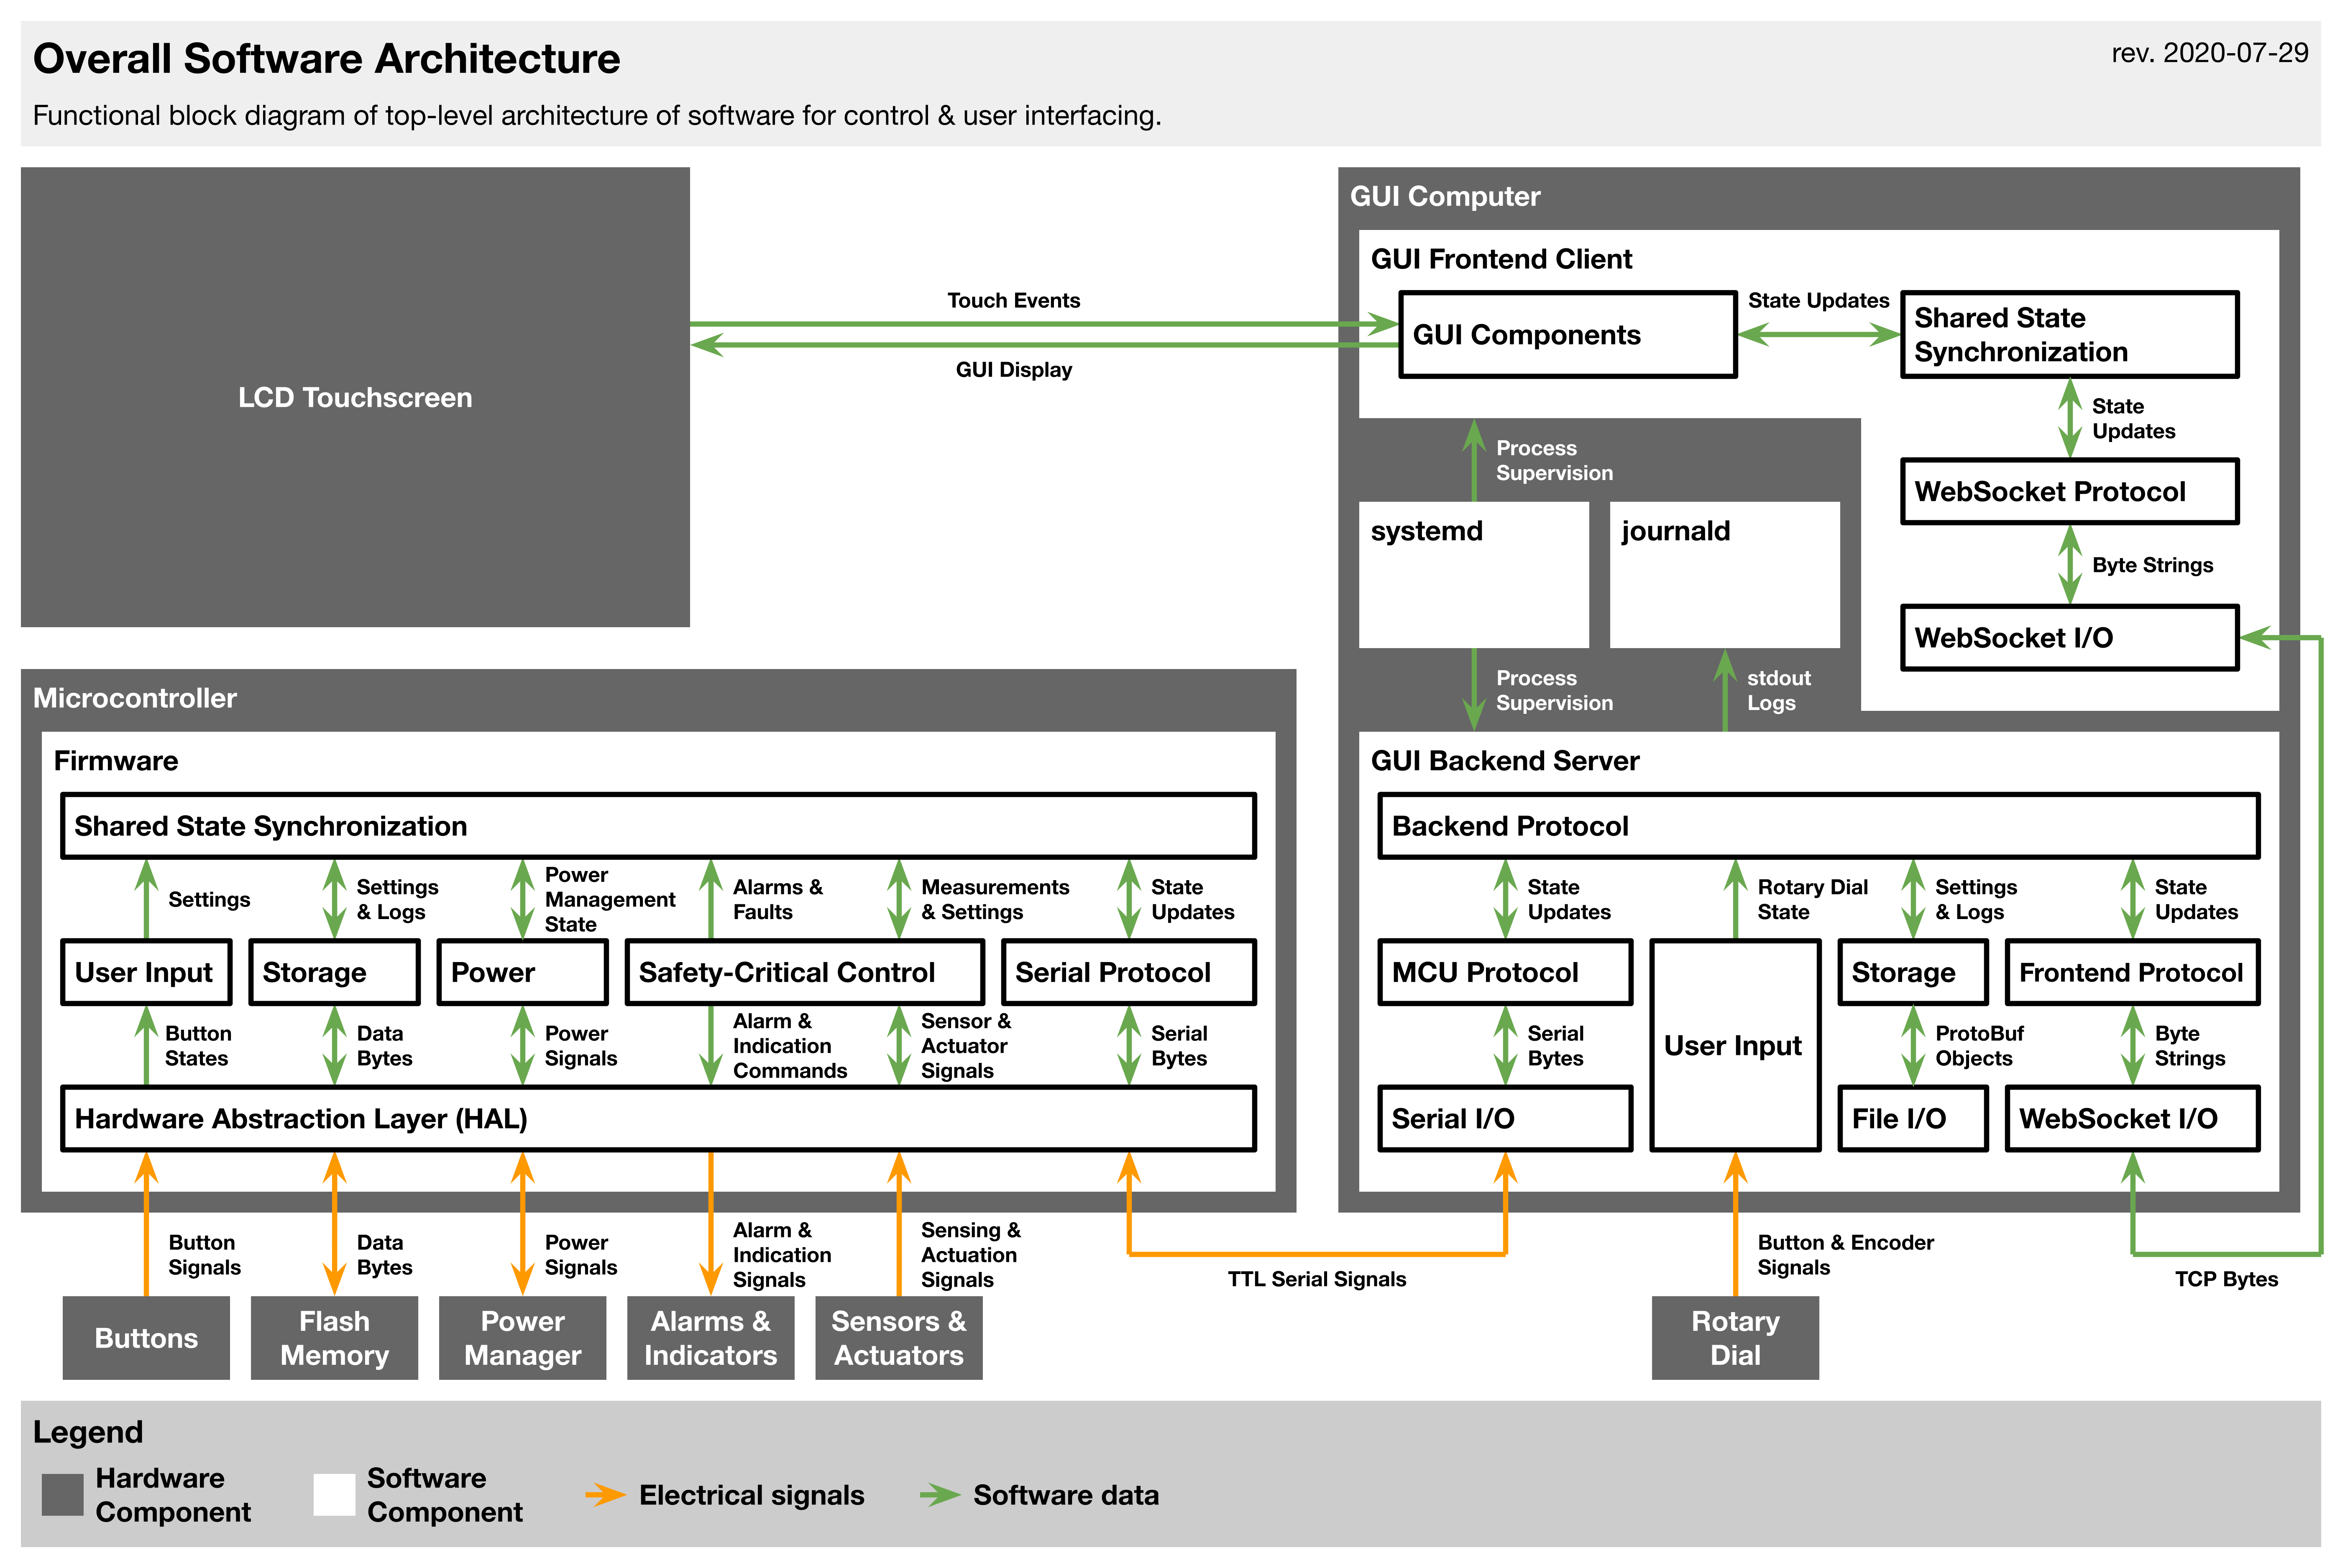 Overall Software Architecture
rev. 2020-07-29
Functional block diagram of top-level architecture of software for control & user interfacing.
LCD Touchscreen
Touch Events
GUI Display
GUI Computer
GUI Frontend Client
GUI Components
State Updates
Shared State
Synchronization
State
Updates
WebSocket Protocol
Byte Strings
WebSocket I/O
Process
Supervision
systemd
journald
Process
Supervision
stdout
Logs
Microcontroller
Firmware
Shared State Synchronization
Settings
Settings
& Logs
Power
Management
State
Alarms &
Faults
Measurements
& Settings
State
Updates
User Input
Storage
Power
Safety-Critical Control
Serial Protocol
Button
States
Data
Bytes
Power
Signals
Alarm &
Indication
Commands
Sensor &
Actuator
Signals
Serial
Bytes
Hardware Abstraction Layer (HAL)
Button
Signals
Data
Bytes
Power
Signals
Alarm &
Indication
Signals
Sensing &
Actuation
Signals
TTL Serial Signals
Buttons
Flash
Memory
Power
Manager
Alarms &
Indicators
Sensors &
Actuators
GUI Backend Server
Backend Protocol
State
Updates
Rotary Dial
State
Settings
& Logs
State
Updates
MCU Protocol
User Input
Storage
Frontend Protocol
Serial
Bytes
ProtoBuf
Objects
Byte
Strings
Serial I/O
File I/O
WebSocket I/O
Button & Encoder
Signals
TCP Bytes
Rotary
Dial
Legend
Hardware
Component
Software
Component
Electrical signals
Software data